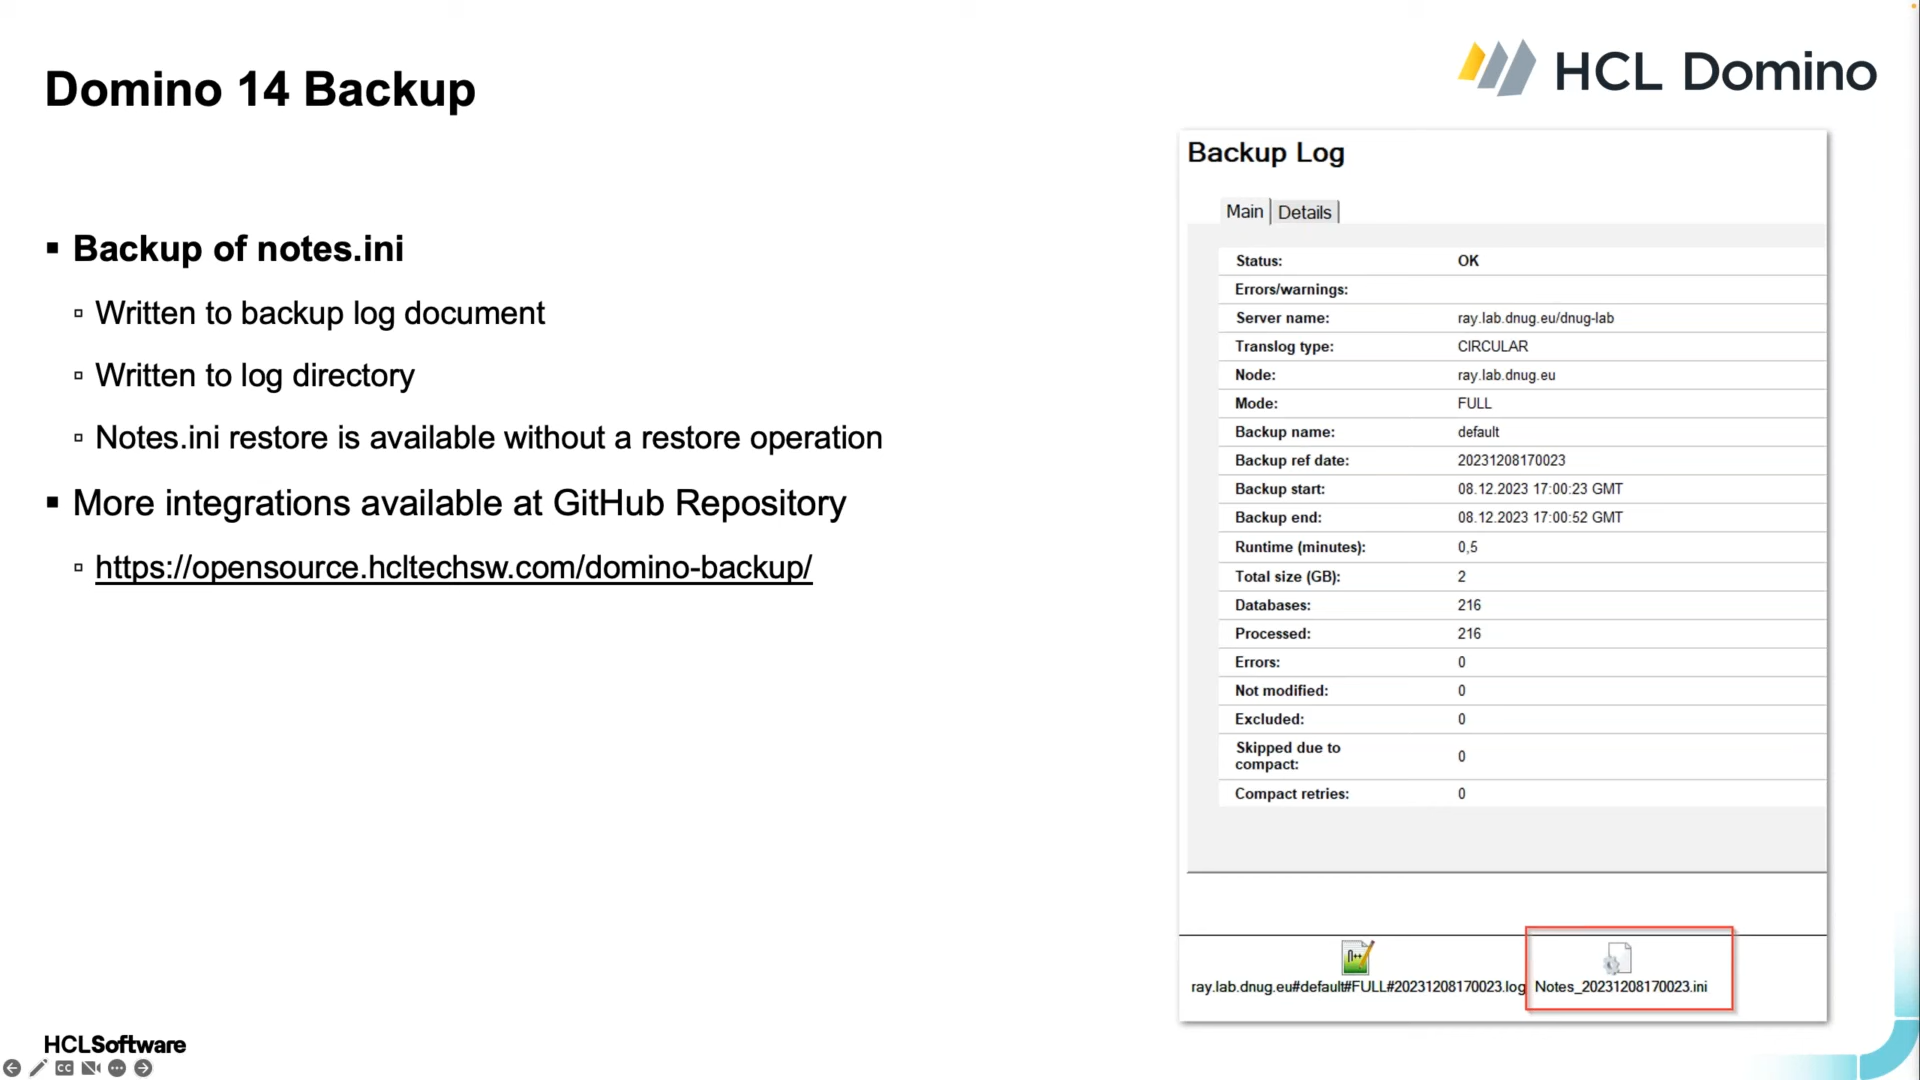 Domino 14 Backup
HCL Domino
▪ Backup of notes.ini
▫ Written to backup log document
▫ Written to log directory
▫ Notes.ini restore is available without a restore operation
▪ More integrations available at GitHub Repository
▫ https://opensource.hcltechsw.com/domino-backup/
Backup Log
Main Details
Status: OK
Errors/warnings:
Server name: ray.lab.dnug.eu/dnug-lab
Translog type: CIRCULAR
Node: ray.lab.dnug.eu
Mode: FULL
Backup name: default
Backup ref date: 20231208170023
Backup start: 08.12.2023 17:00:23 GMT
Backup end: 08.12.2023 17:00:52 GMT
Runtime (minutes): 0,5
Total size (GB): 2
Databases: 216
Processed: 216
Errors: 0
Not modified: 0
Excluded: 0
Skipped due to
compact: 0
Compact retries: 0
n++
ray.lab.dnug.eu#default#FULL#20231208170023.log Notes_20231208170023.ini
HCLSoftware
CC